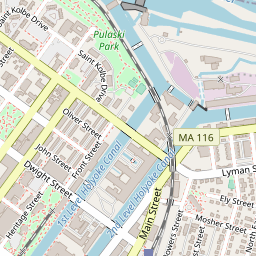 Saint Kolbe Drive
Pulaski
Park
Saint Kolbe Drive
Oliver Street
MA 116
John Street
Front Street
Dwight Street
1st Level Holyoke Canal
2nd Level Holyoke Canal
Main Street
Lyman S
Ely Street
Mosher Street
Bowers Street
Heritage Street
North E